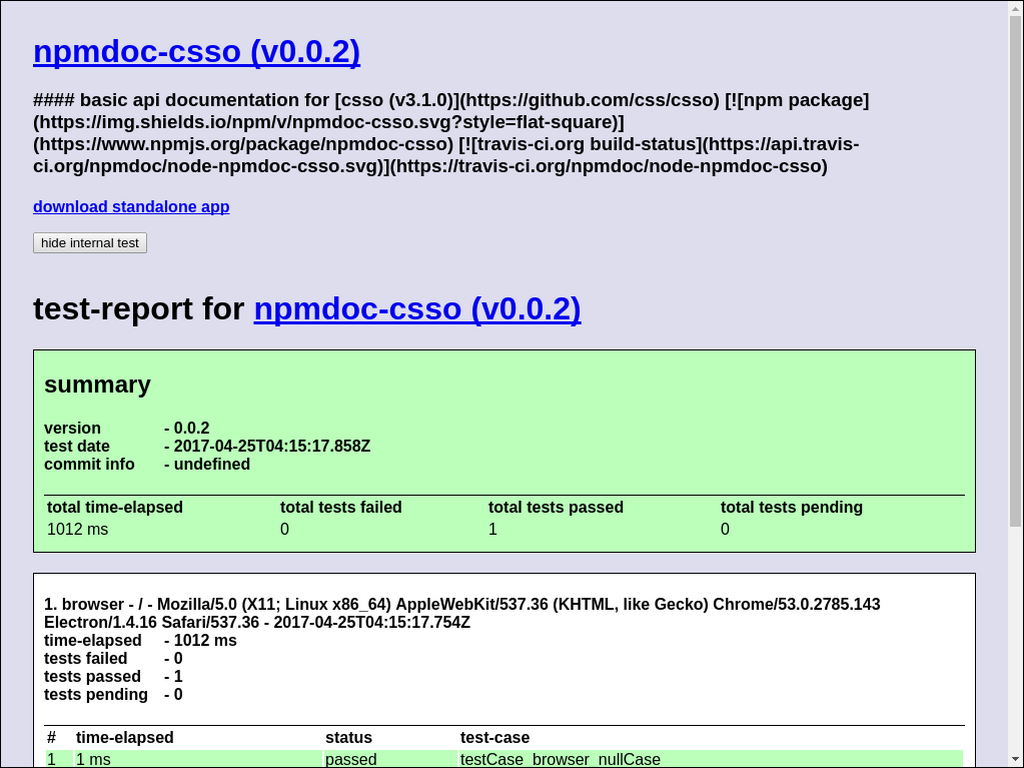 npmdoc-csso (v0.0.2)
#### basic api documentation for [csso (v3.1.0)](https://github.com/css/csso) [![npm package]
(https://img.shields.io/npm/v/npmdoc-csso.svg?style=flat-square)]
(https://www.npmjs.org/package/npmdoc-csso) [![travis-ci.org build-status](https://api.travis-
ci.org/npmdoc/node-npmdoc-csso.svg)](https://travis-ci.org/npmdoc/node-npmdoc-csso)
download standalone app
hide internal test
test-report for npmdoc-csso (v0.0.2)
summary
version - 0.0.2
test date - 2017-04-25T04:15:17.858Z
commit info - undefined
total time-elapsed total tests failed total tests passed total tests pending
1012 ms 0 1 0
1. browser - / - Mozilla/5.0 (X11; Linux x86_64) AppleWebKit/537.36 (KHTML, like Gecko) Chrome/53.0.2785.143
Electron/1.4.16 Safari/537.36 - 2017-04-25T04:15:17.754Z
time-elapsed - 1012 ms
tests failed - 0
tests passed - 1
tests pending - 0
# time-elapsed status test-case
1 1 ms passed testCase_browser_nullCase